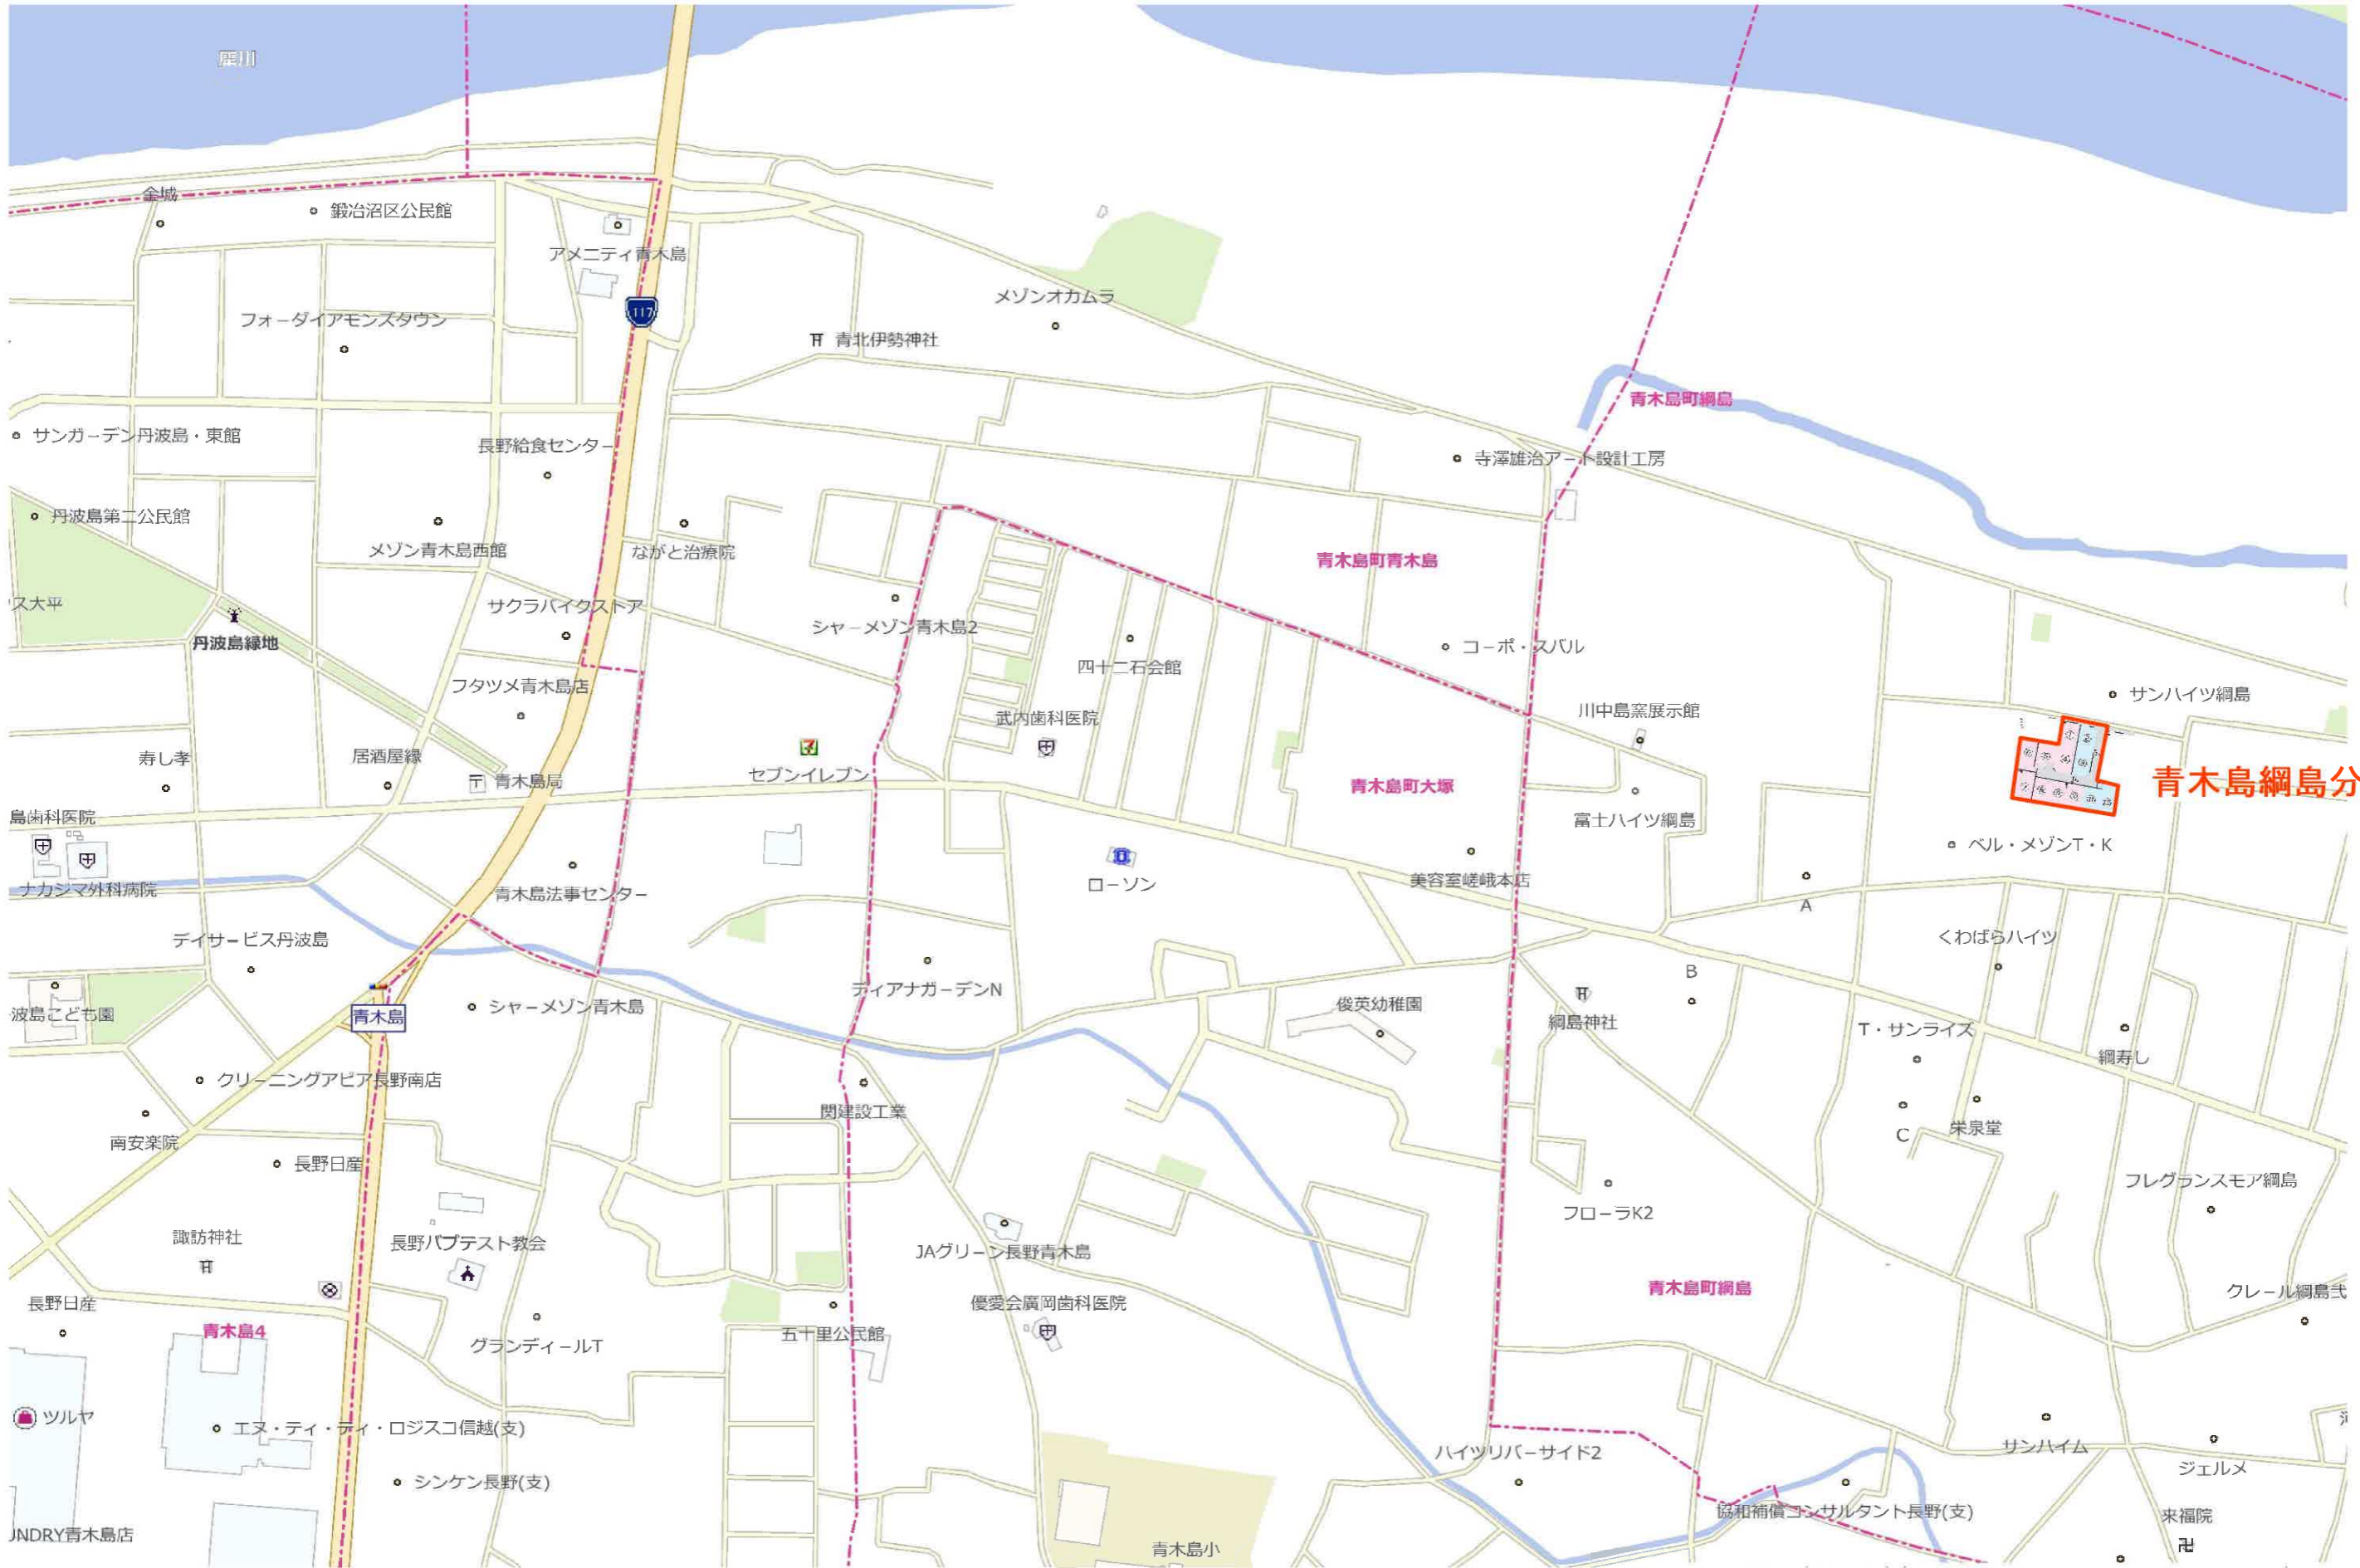 犀川
金城
鍛冶沼区公民館
アメニティ青木島
117
メゾンオカムラ
フォーダイアモンズタウン
青北伊勢神社
青木島町綱島
サンガーデン丹波島・東館
長野給食センター
寺澤雄治アート設計工房
丹波島第二公民館
メゾン青木島西館
ながと治療院
青木島町青木島
ス大平
サクラバイクストア
シャーメゾン青木島2
丹波島緑地
コーポ・スバル
四十二石会館
フタツメ青木島店
サンハイツ綱島
武内歯科医院
川中島窯展示館
寿し孝
居酒屋縁
セブンイレブン
青木島局
青木島町大塚
青木島綱島分
島歯科医院
富士ハイツ綱島
ベル・メゾンT・K
ナカジマ外科病院
青木島法事センター
ローソン
美容室嵯峨本店
A
デイサービス丹波島
くわばらハイツ
ディアナガーデンN
B
波島こども園
青木島
シャーメゾン青木島
俊英幼稚園
綱島神社
T・サンライズ
綱寿し
クリーニングアピア長野南店
関建設工業
南安楽院
C
栄泉堂
長野日産
フレグランスモア綱島
フローラK2
諏訪神社
長野バプテスト教会
JAグリーン長野青木島
青木島町綱島
クレール綱島弐
長野日産
優愛会廣岡歯科医院
青木島4
五十里公民館
グランディールT
ツルヤ
エヌ・ティ・ティ・ロジスコ信越(支)
サンハイム
ハイツリバーサイド2
ジェルメ
シンケン長野(支)
協和補償コンサルタント長野(支)
来福院
UNDRY青木島店
青木島小